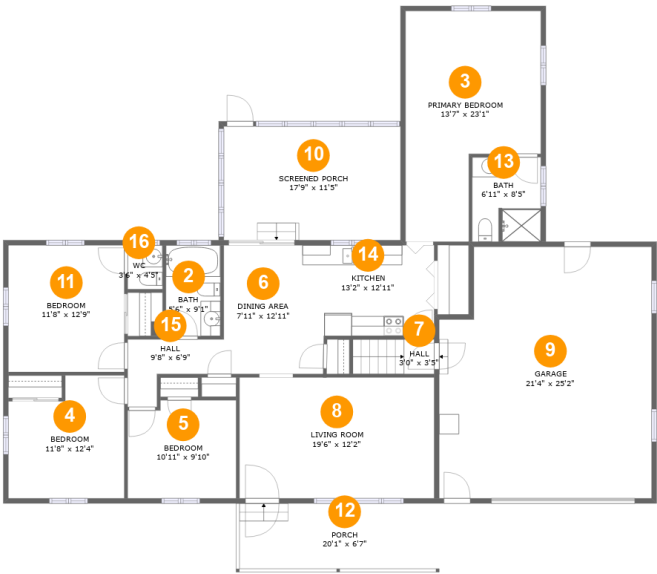 3
PRIMARY BEDROOM
13'7" x 23'1"
13
BATH
6'11" x 8'5"
10
SCREENED PORCH
17'9" x 11'5"
16
WC
3'6" x 4'5"
11
BEDROOM
11'8" x 12'9"
2
BATH
5'6" x 9'1"
6
DINING AREA
7'11" x 12'11"
14
KITCHEN
13'2" x 12'11"
15
HALL
9'8" x 6'9"
7
HALL
3'0" x 3'5"
9
GARAGE
21'4" x 25'2"
4
BEDROOM
11'8" x 12'4"
5
BEDROOM
10'11" x 9'10"
8
LIVING ROOM
19'6" x 12'2"
12
PORCH
20'1" x 6'7"